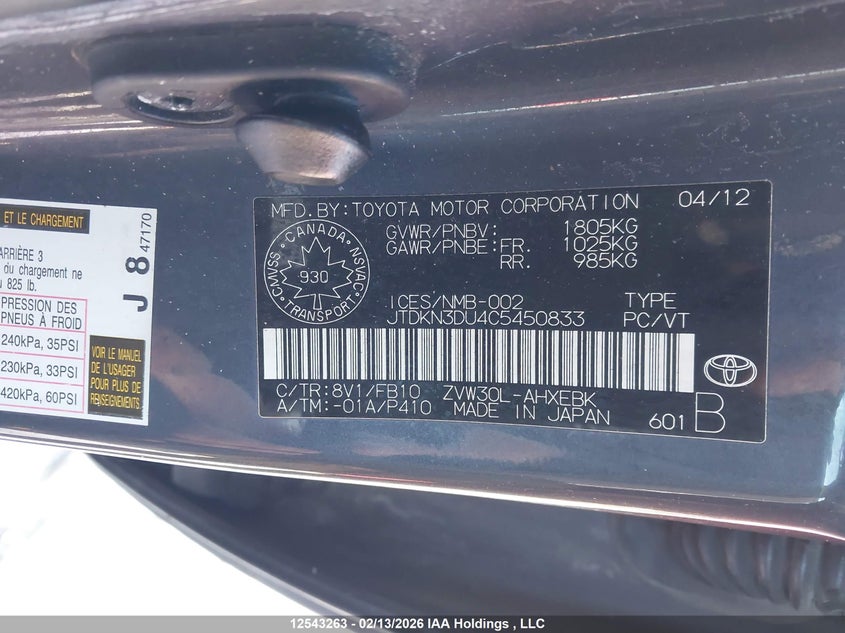 ET LE CHARGEMENT
ARRIÈRE 3
du chargement ne
u 825 lb.
PRESSION DES
PNEUS À FROID
240kPa, 35PSI
230kPa, 33PSI
420kPa, 60PSI
VOIR LE MANUEL
DE L'USAGER
POUR PLUS DE
RENSEIGNEMENTS
J 8 47170
MFD.BY:TOYOTA MOTOR CORPORATION 04/12
GVWR/PNBV: 1805KG
GAWR/PNBE:FR. 1025KG
RR. 985KG
CANADA
CMVSS NSVAC
930
TRANSPORT
ICES/NMB-002 TYPE
JTDKN3DU4C5450833 PC/VT
C/TR:8V1/FB10 ZVW30L-AHXEBK
A/TM:-01A/P410 MADE IN JAPAN 601 B
12543263 - 02/13/2026 IAA Holdings , LLC